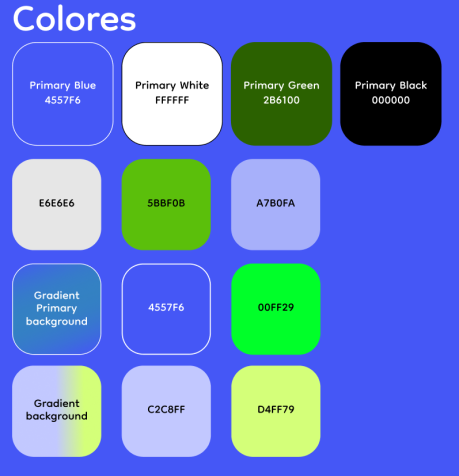 Colores
Primary Blue
4557F6
Primary White
FFFFFF
Primary Green
2B6100
Primary Black
000000
E6E6E6
5BBF0B
A7B0FA
Gradient
Primary
background
4557F6
00FF29
Gradient
background
C2C8FF
D4FF79